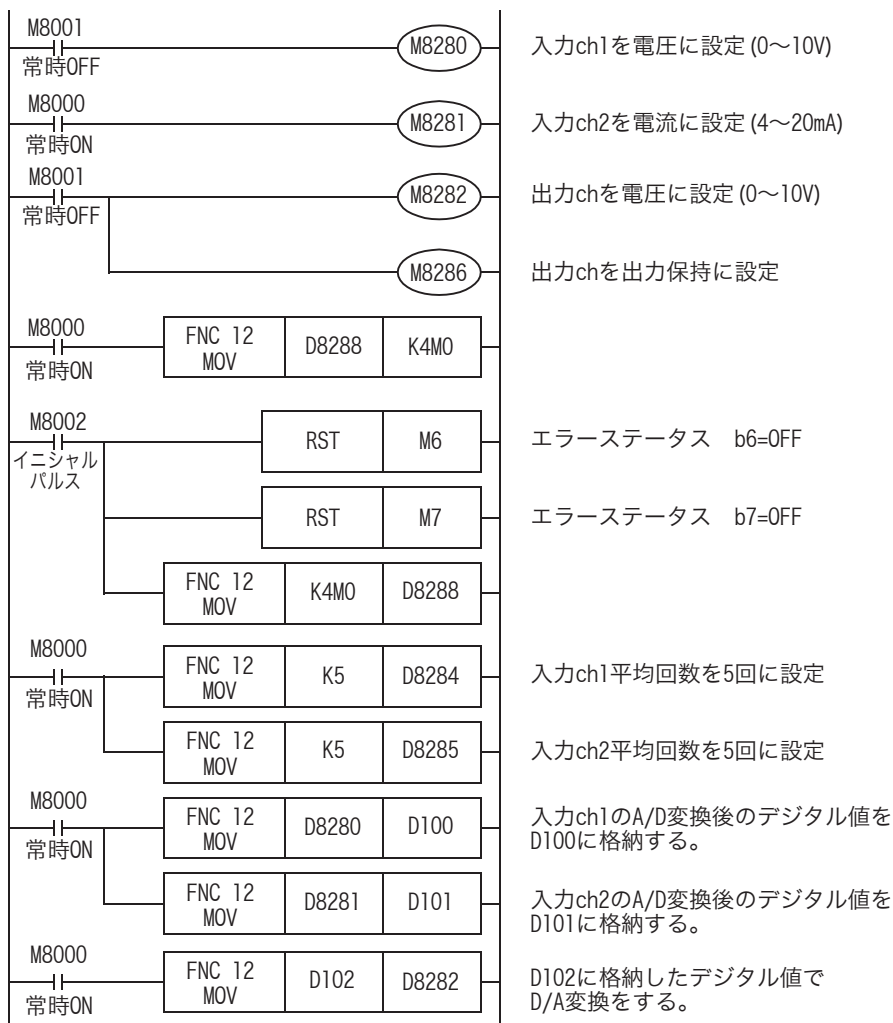 M8001
常時OFF
M8280
入力ch1を電圧に設定(0～10V)
M8000
常時ON
M8281
入力ch2を電流に設定(4～20mA)
M8001
常時OFF
M8282
出力chを電圧に設定(0～10V)
M8286
出力chを出力保持に設定
M8000
常時ON
FNC 12
MOV
D8288
K4M0
M8002
イニシャル
パルス
RST
M6
エラーステータス b6=OFF
RST
M7
エラーステータス b7=OFF
FNC 12
MOV
K4M0
D8288
M8000
常時ON
FNC 12
MOV
K5
D8284
入力ch1平均回数を5回に設定
FNC 12
MOV
K5
D8285
入力ch2平均回数を5回に設定
M8000
常時ON
FNC 12
MOV
D8280
D100
入力ch1のA/D変換後のデジタル値を
D100に格納する。
FNC 12
MOV
D8281
D101
入力ch2のA/D変換後のデジタル値を
D101に格納する。
M8000
常時ON
FNC 12
MOV
D102
D8282
D102に格納したデジタル値で
D/A変換をする。